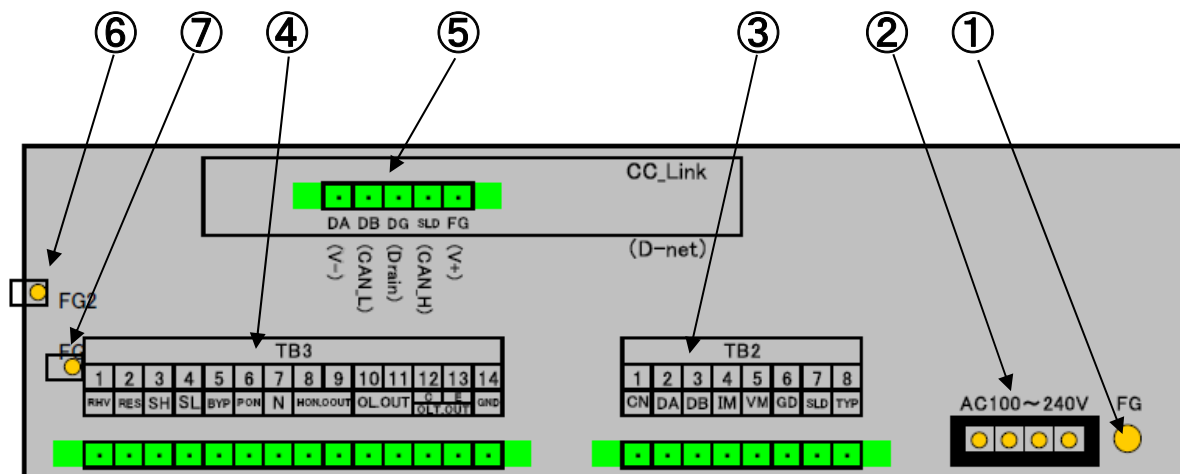 ⑥ ⑦ ④ ⑤ ③ ② ①
CC_Link
DA DB DG SLD FG
(V-) (CAN_L) (Drain) (CAN_H) (V+)
(D-net)
FG2
FG
TB3
1 2 3 4 5 6 7 8 9 10 11 12 13 14
RHV RES SH SL BYP PON N HON.OOUT OL.OUT C E GND
OLT.OUT
TB2
1 2 3 4 5 6 7 8
CN DA DB IM VM GD SLD TYP
AC100～240V
FG